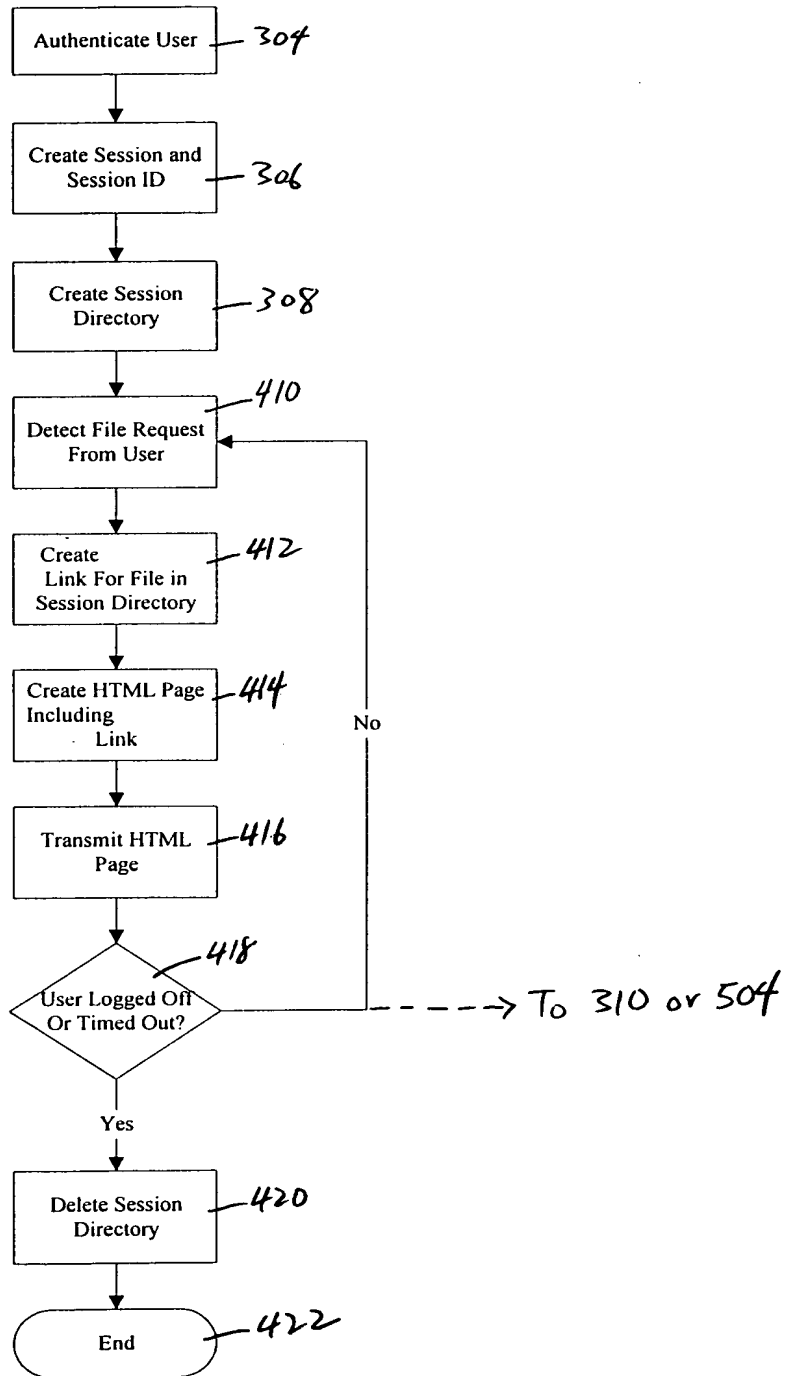 Authenticate User
304
Create Session and
Session ID
306
Create Session
Directory
308
410
Detect File Request
From User
Create
Link For File in
Session Directory
412
Create HTML Page
Including
Link
414
No
Transmit HTML
Page
416
418
User Logged Off
Or Timed Out?
To 310 or 504
Yes
Delete Session
Directory
420
End
422